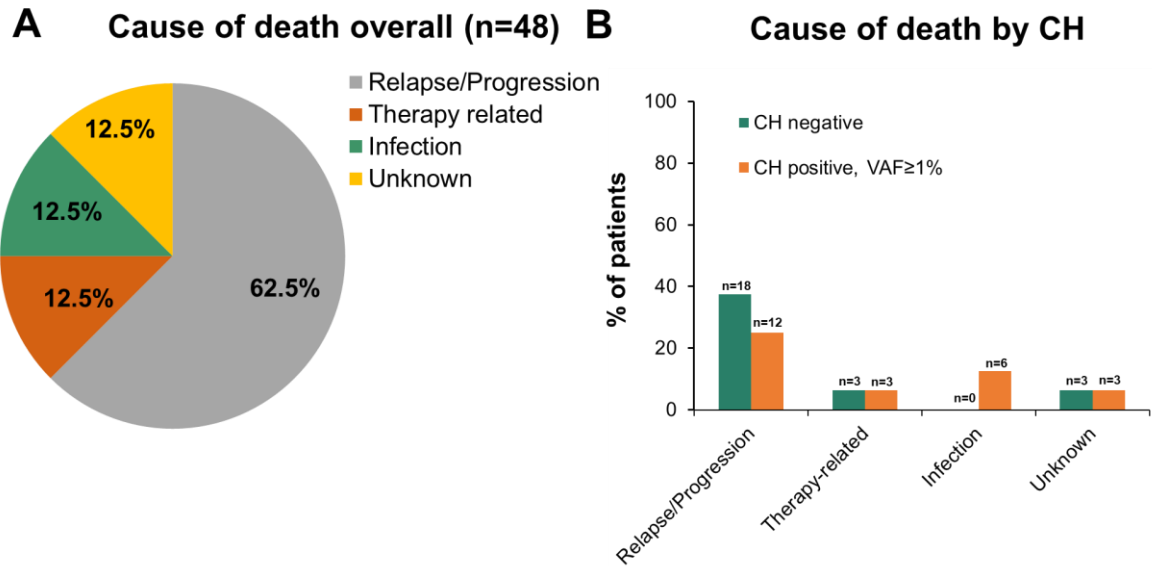 A Cause of death overall (n=48)
Relapse/Progression
Therapy related
Infection
Unknown
12.5%
12.5%
12.5%
62.5%
B Cause of death by CH
CH negative
CH positive, VAF≥1%
% of patients
100
80
60
40
20
0
n=18
n=12
n=3
n=3
n=0
n=6
n=3
n=3
Relapse/Progression
Therapy-related
Infection
Unknown